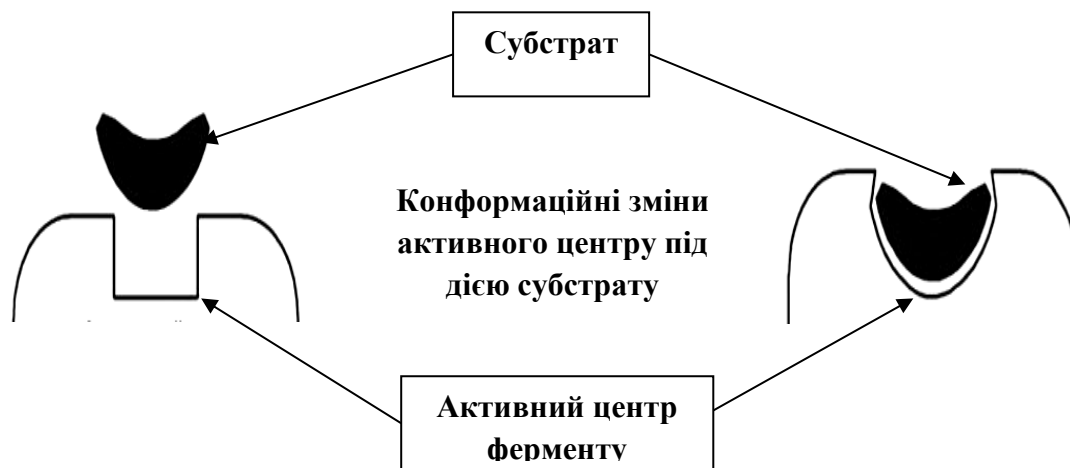 Субстрат
Конформаційні зміни
активного центру під
дією субстрату
Активний центр
ферменту